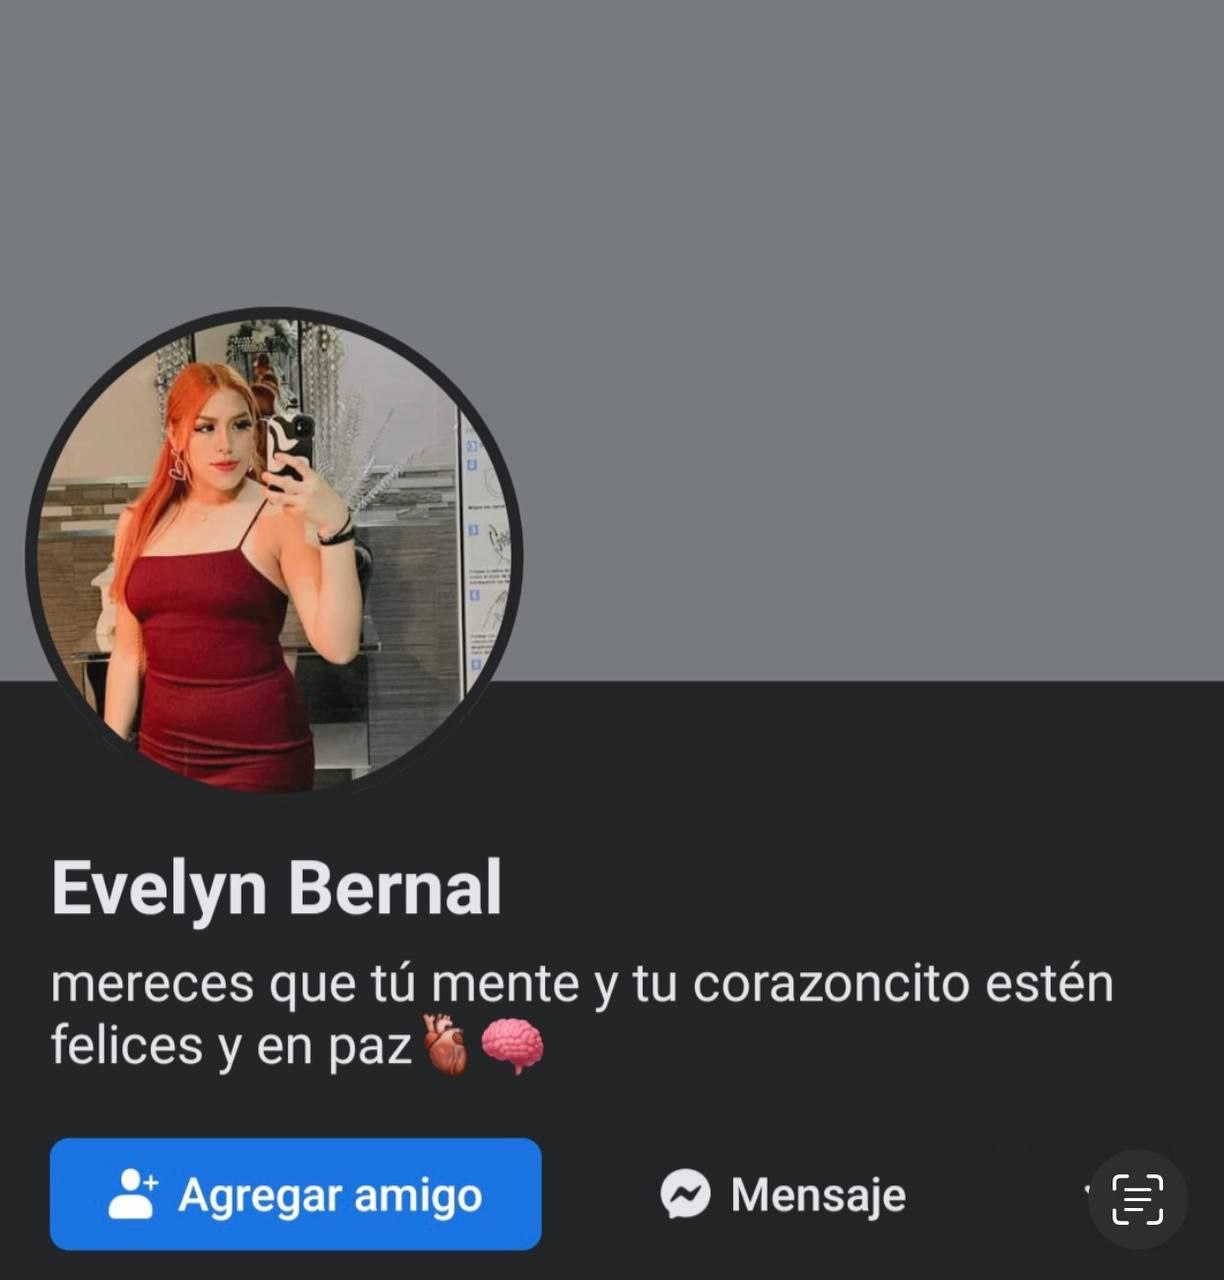 Evelyn Bernal
mereces que tú mente y tu corazoncito estén
felices y en paz🫀🧠
Agregar amigo
Mensaje